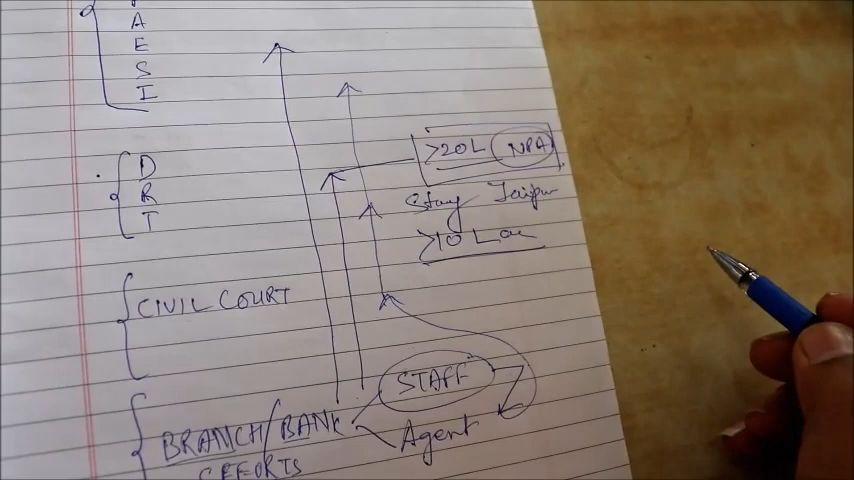 A
E
S
I
>20L NPA
D
R
T
Stay Jaipur
>10 Lac
CIVIL COURT
STAFF
BRANCH/BANK
Agent
EFFORTS